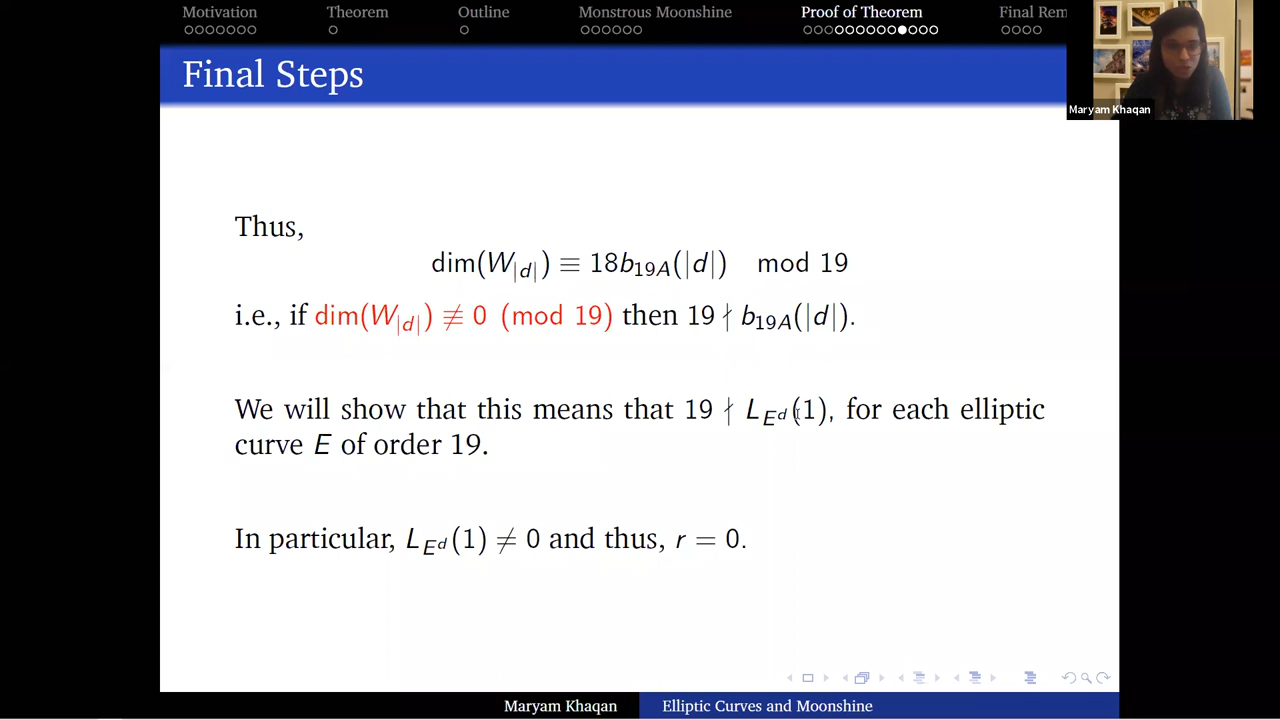 Motivation Theorem Outline Monstrous Moonshine Proof of Theorem Final Rem
Final Steps
Maryam Khaqan
Thus,
dim(W_{|d|}) ≡ 18b_{19A}(|d|) mod 19
i.e., if dim(W_{|d|}) ≢ 0 (mod 19) then 19 ∤ b_{19A}(|d|).
We will show that this means that 19 ∤ L_{E^d}(1), for each elliptic
curve E of order 19.
In particular, L_{E^d}(1) ≠ 0 and thus, r = 0.
Maryam Khaqan Elliptic Curves and Moonshine